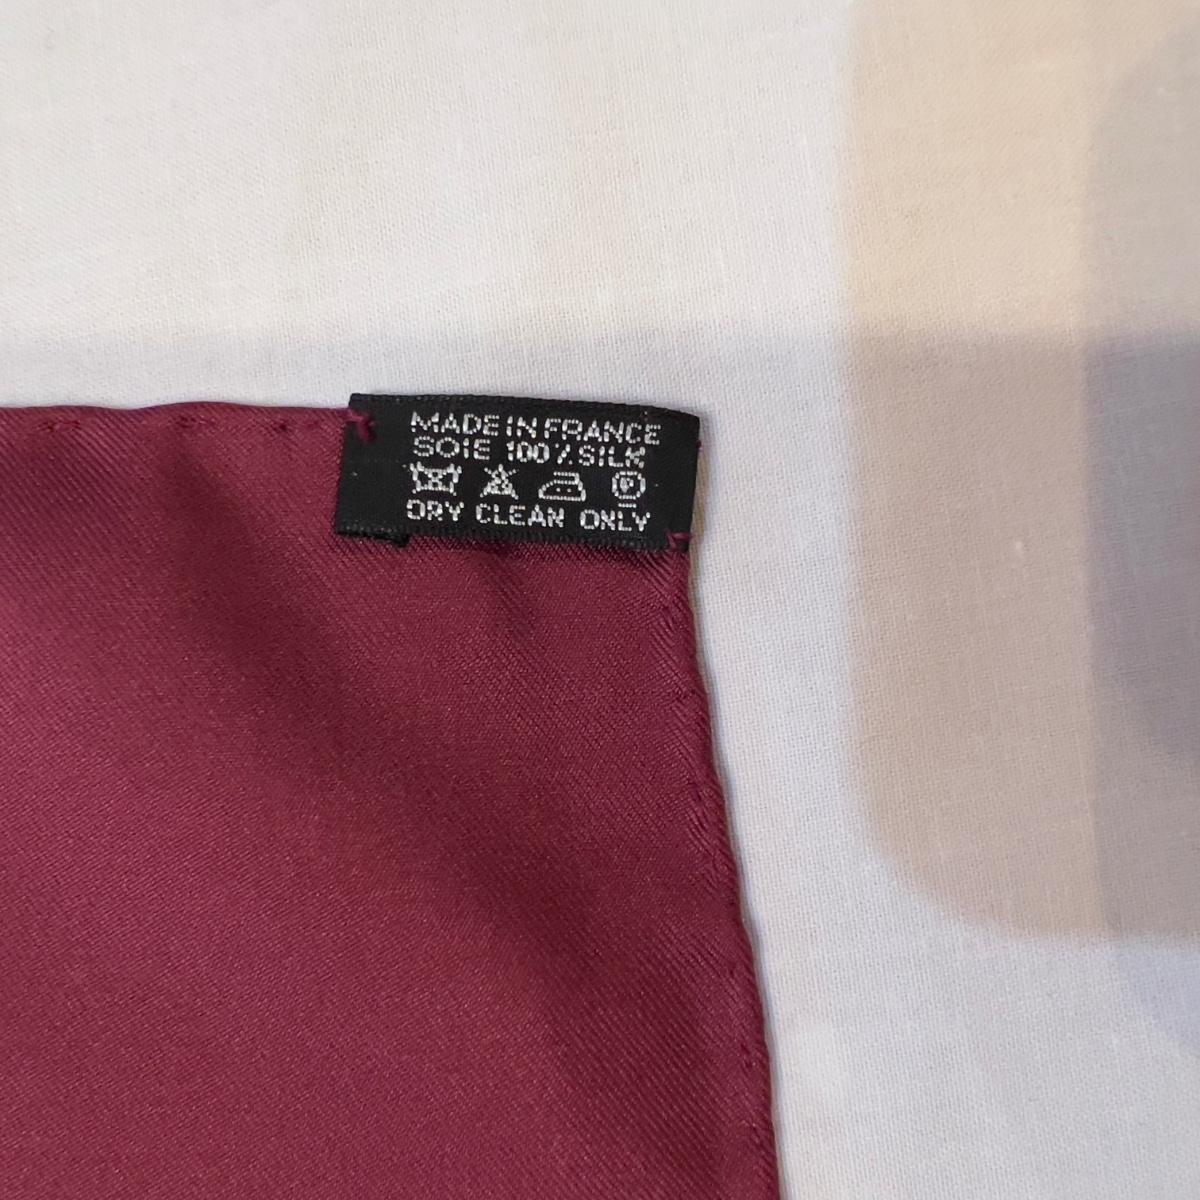 MADE IN FRANCE
SOIE 100% SILK
P
DRY CLEAN ONLY